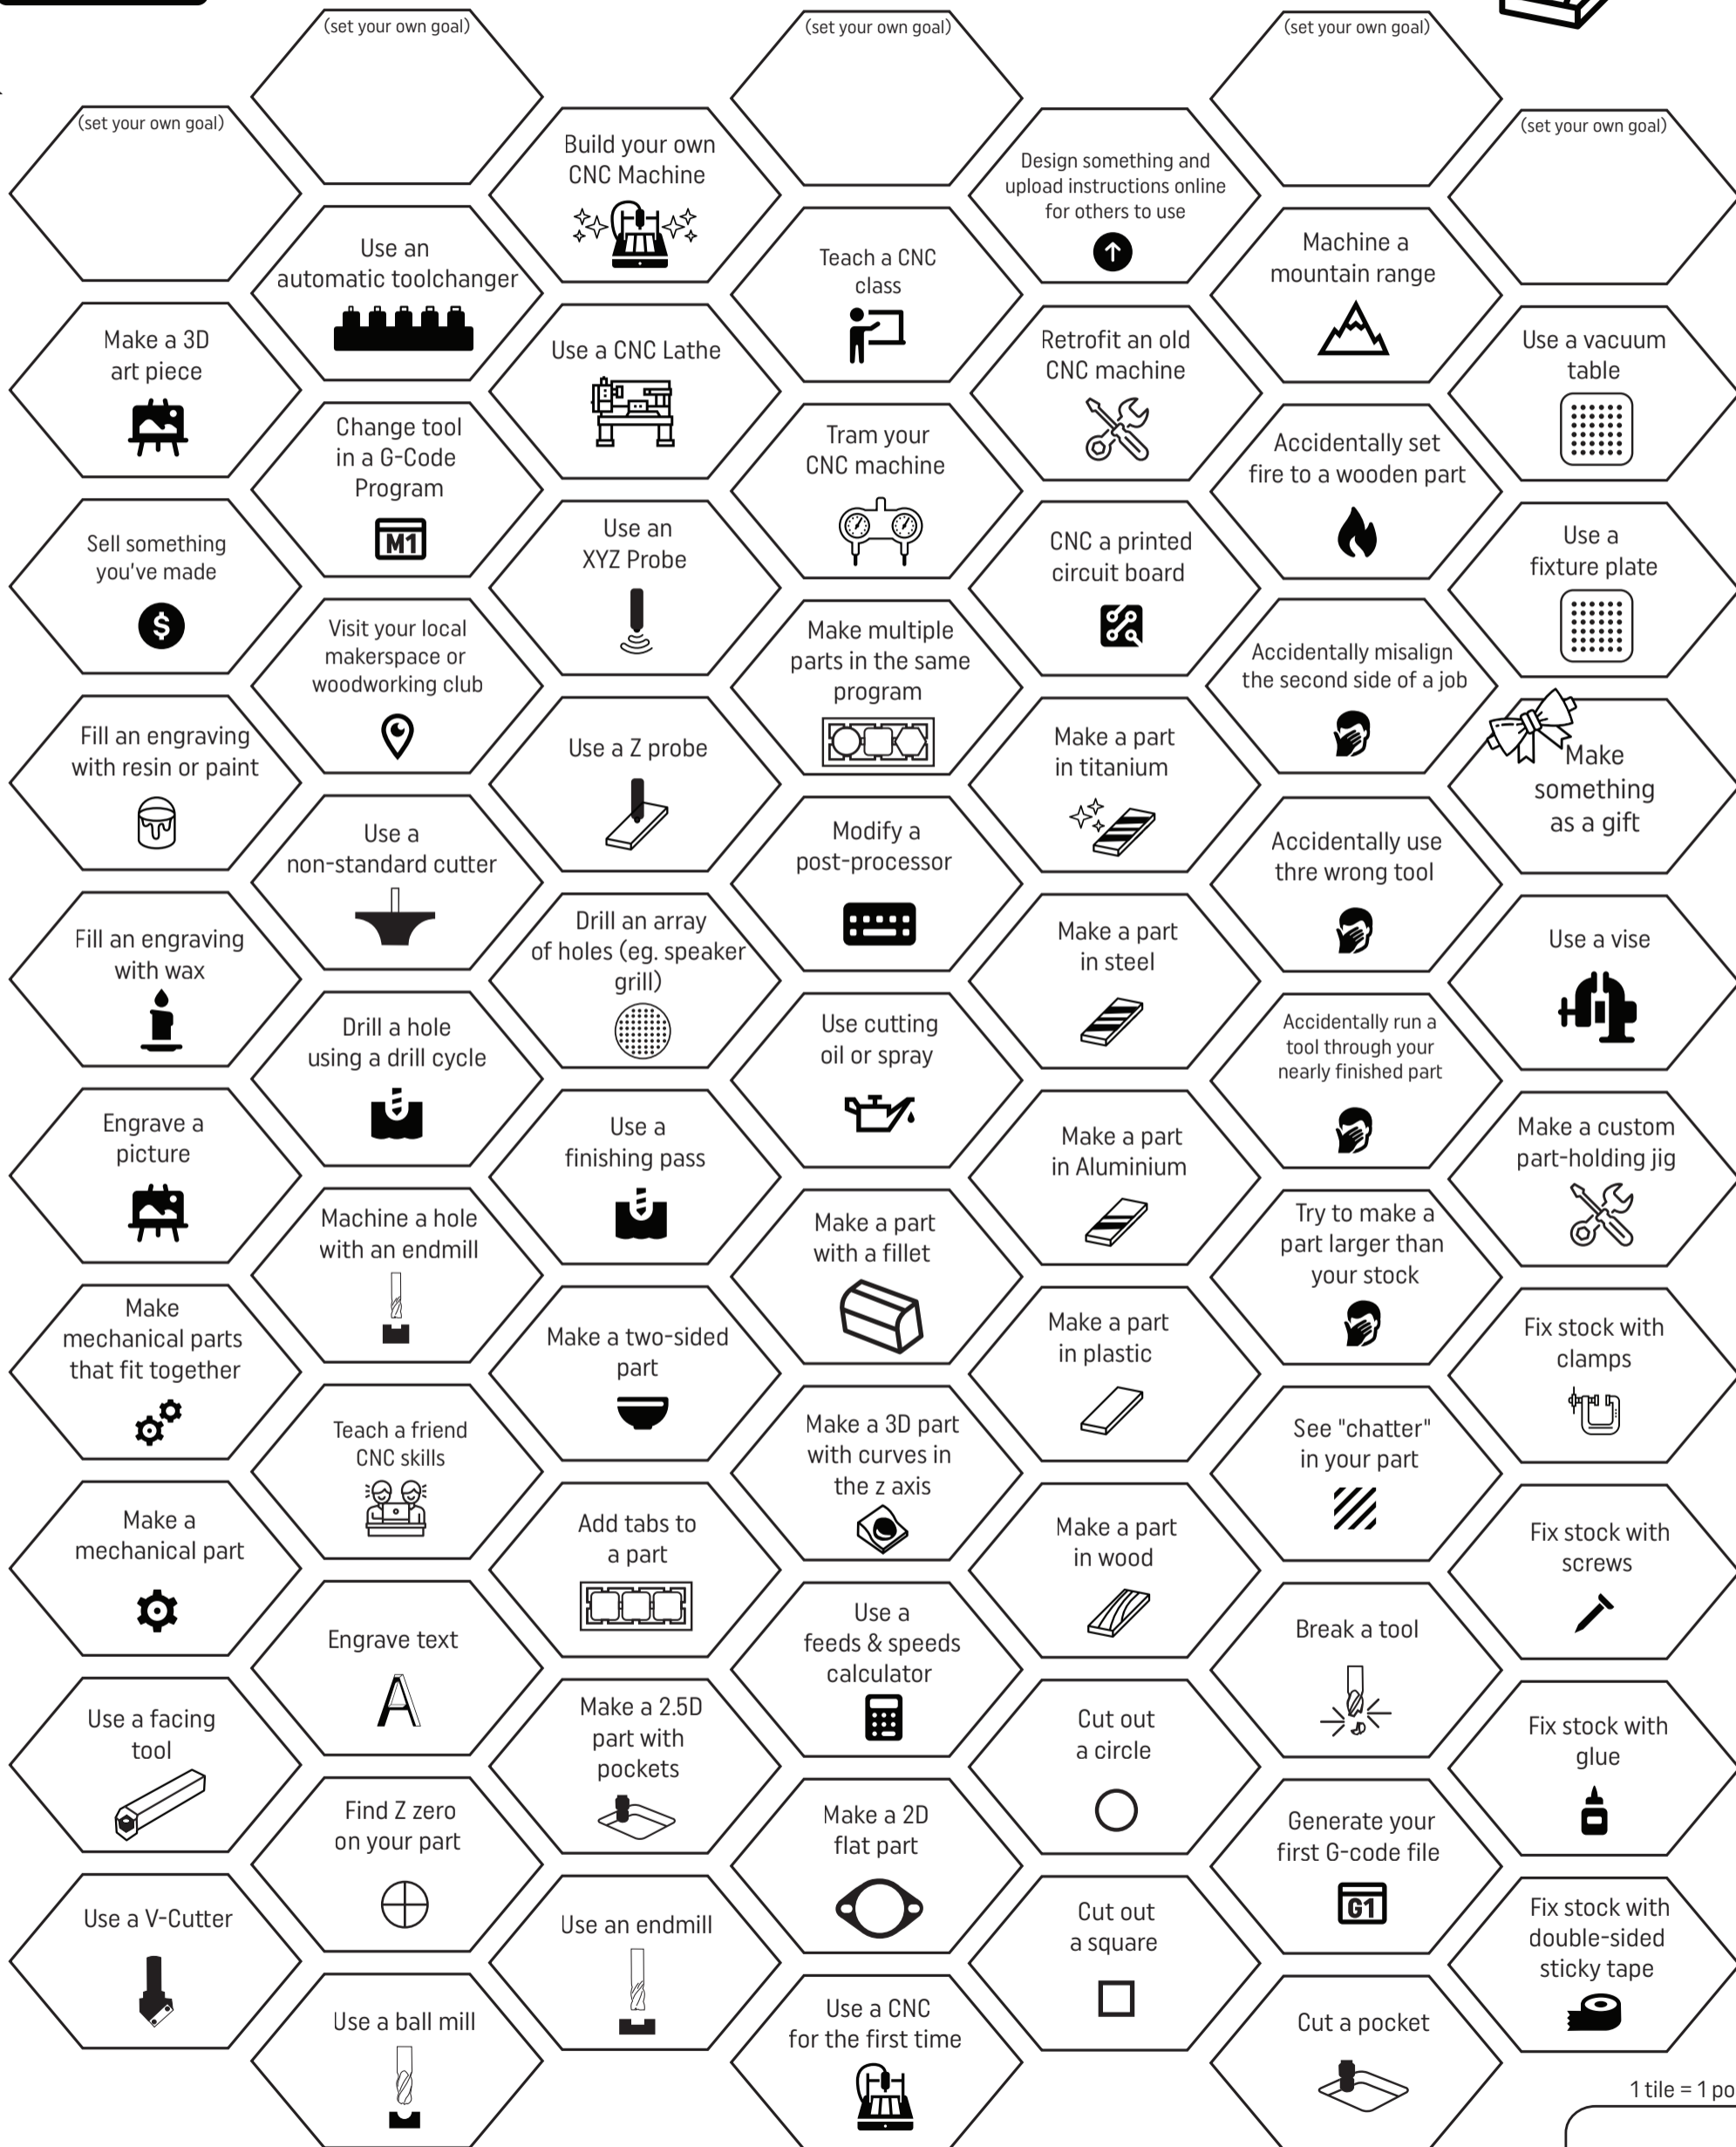 (set your own goal)
(set your own goal)
(set your own goal)
(set your own goal)
(set your own goal)
Build your own
CNC Machine
Design something and
upload instructions online
for others to use
Use an
automatic toolchanger
Teach a CNC
class
Machine a
mountain range
Make a 3D
art piece
Use a CNC Lathe
Retrofit an old
CNC machine
Use a vacuum
table
Change tool
in a G-Code
Program
M1
Tram your
CNC machine
Accidentally set
fire to a wooden part
Sell something
you've made
$
Use an
XYZ Probe
CNC a printed
circuit board
Use a
fixture plate
Visit your local
makerspace or
woodworking club
Make multiple
parts in the same
program
Accidentally misalign
the second side of a job
Fill an engraving
with resin or paint
Use a Z probe
Make a part
in titanium
Make
something
as a gift
Use a
non-standard cutter
Modify a
post-processor
Accidentally use
thre wrong tool
Fill an engraving
with wax
Drill an array
of holes (eg. speaker
grill)
Make a part
in steel
Use a vise
Drill a hole
using a drill cycle
Use cutting
oil or spray
Accidentally run a
tool through your
nearly finished part
Engrave a
picture
Use a
finishing pass
Make a part
in Aluminium
Make a custom
part-holding jig
Machine a hole
with an endmill
Make a part
with a fillet
Try to make a
part larger than
your stock
Make
mechanical parts
that fit together
Make a two-sided
part
Make a part
in plastic
Fix stock with
clamps
Teach a friend
CNC skills
Make a 3D part
with curves in
the z axis
See "chatter"
in your part
Make a
mechanical part
Add tabs to
a part
Make a part
in wood
Fix stock with
screws
Engrave text
A
Use a
feeds & speeds
calculator
Break a tool
Use a facing
tool
Make a 2.5D
part with
pockets
Cut out
a circle
Fix stock with
glue
Find Z zero
on your part
Make a 2D
flat part
Generate your
first G-code file
G1
Use a V-Cutter
Use an endmill
Cut out
a square
Fix stock with
double-sided
sticky tape
Use a ball mill
Use a CNC
for the first time
Cut a pocket
1 tile = 1 po